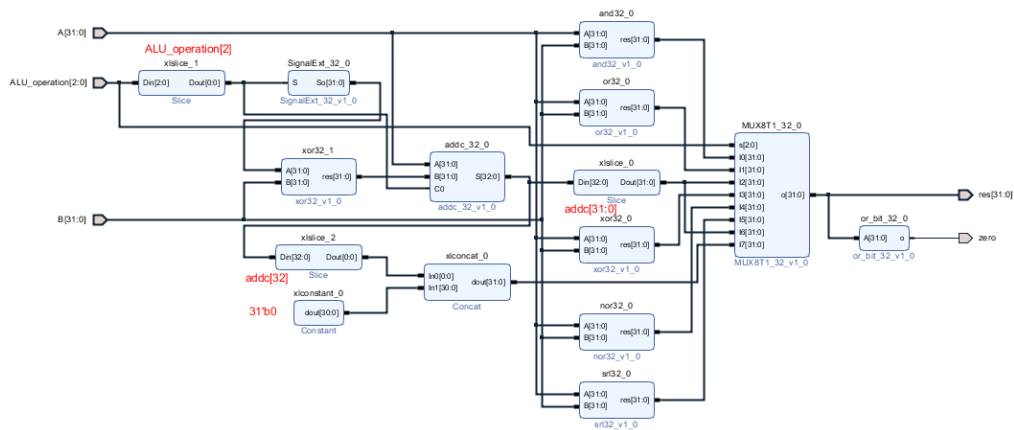 and32_0
A[31:0]
A[31:0]
B[31:0]
res[31:0]
and32_v1_0
ALU_operation[2]
xlslice_1
ALU_operation[2:0]
Din[2:0]
Dout[0:0]
Slice
SignalExt_32_0
S
So[31:0]
SignalExt_32_v1_0
or32_0
A[31:0]
B[31:0]
res[31:0]
or32_v1_0
MUX8T1_32_0
s[2:0]
I0[31:0]
I1[31:0]
I2[31:0]
I3[31:0]
I4[31:0]
I5[31:0]
I6[31:0]
I7[31:0]
o[31:0]
MUX8T1_32_v1_0
xor32_1
A[31:0]
B[31:0]
res[31:0]
xor32_v1_0
addc_32_0
A[31:0]
B[31:0]
C0
S[32:0]
addc_32_v1_0
xlslice_0
Din[32:0]
Dout[31:0]
Slice
addc[31:0]
res[31:0]
B[31:0]
xor32_0
A[31:0]
B[31:0]
res[31:0]
xor32_v1_0
or_bit_32_0
A[31:0]
o
or_bit_32_v1_0
zero
xlslice_2
Din[32:0]
Dout[0:0]
Slice
addc[32]
xlconcat_0
In0[0:0]
In1[30:0]
dout[31:0]
Concat
xlconstant_0
31'b0
dout[30:0]
Constant
nor32_0
A[31:0]
B[31:0]
res[31:0]
nor32_v1_0
srl32_0
A[31:0]
B[31:0]
res[31:0]
srl32_v1_0